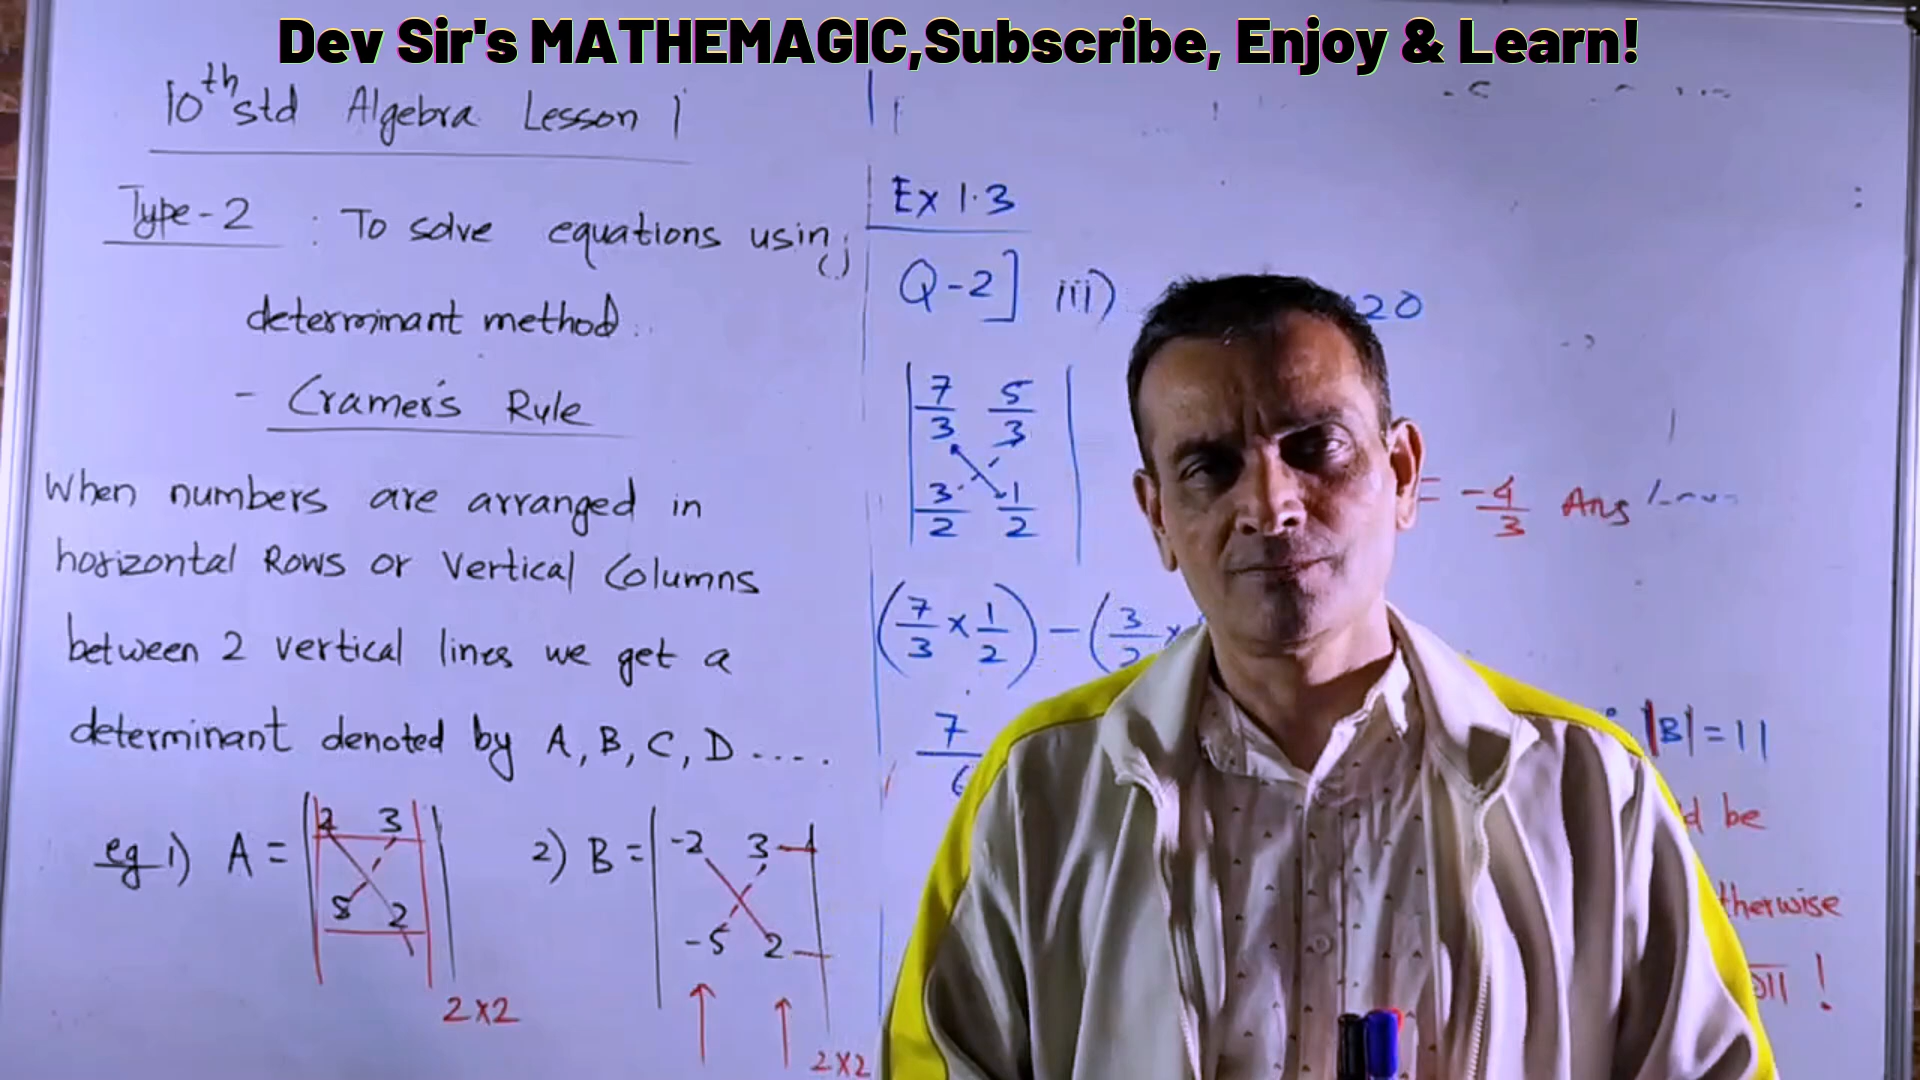 Dev Sir's MATHEMAGIC,Subscribe, Enjoy & Learn!
10th std Algebra Lesson 1
Type-2 : To solve equations using
determinant method
- Cramer's Rule
When numbers are arranged in
horizontal Rows or Vertical Columns
between 2 vertical lines we get a
determinant denoted by A, B, C, D ....
eg 1) A = | 2 3 |
| 5 2 |
2x2
2) B = | -2 3 |
| -5 2 |
2x2
Ex 1.3
Q-2] iii)
20
| 7/3 5/3 |
| 3/2 1/2 |
= -4/3 Ans
(7/3 × 1/2) - (3/2 ×
7
6
|B| = 11
be
therwise
!